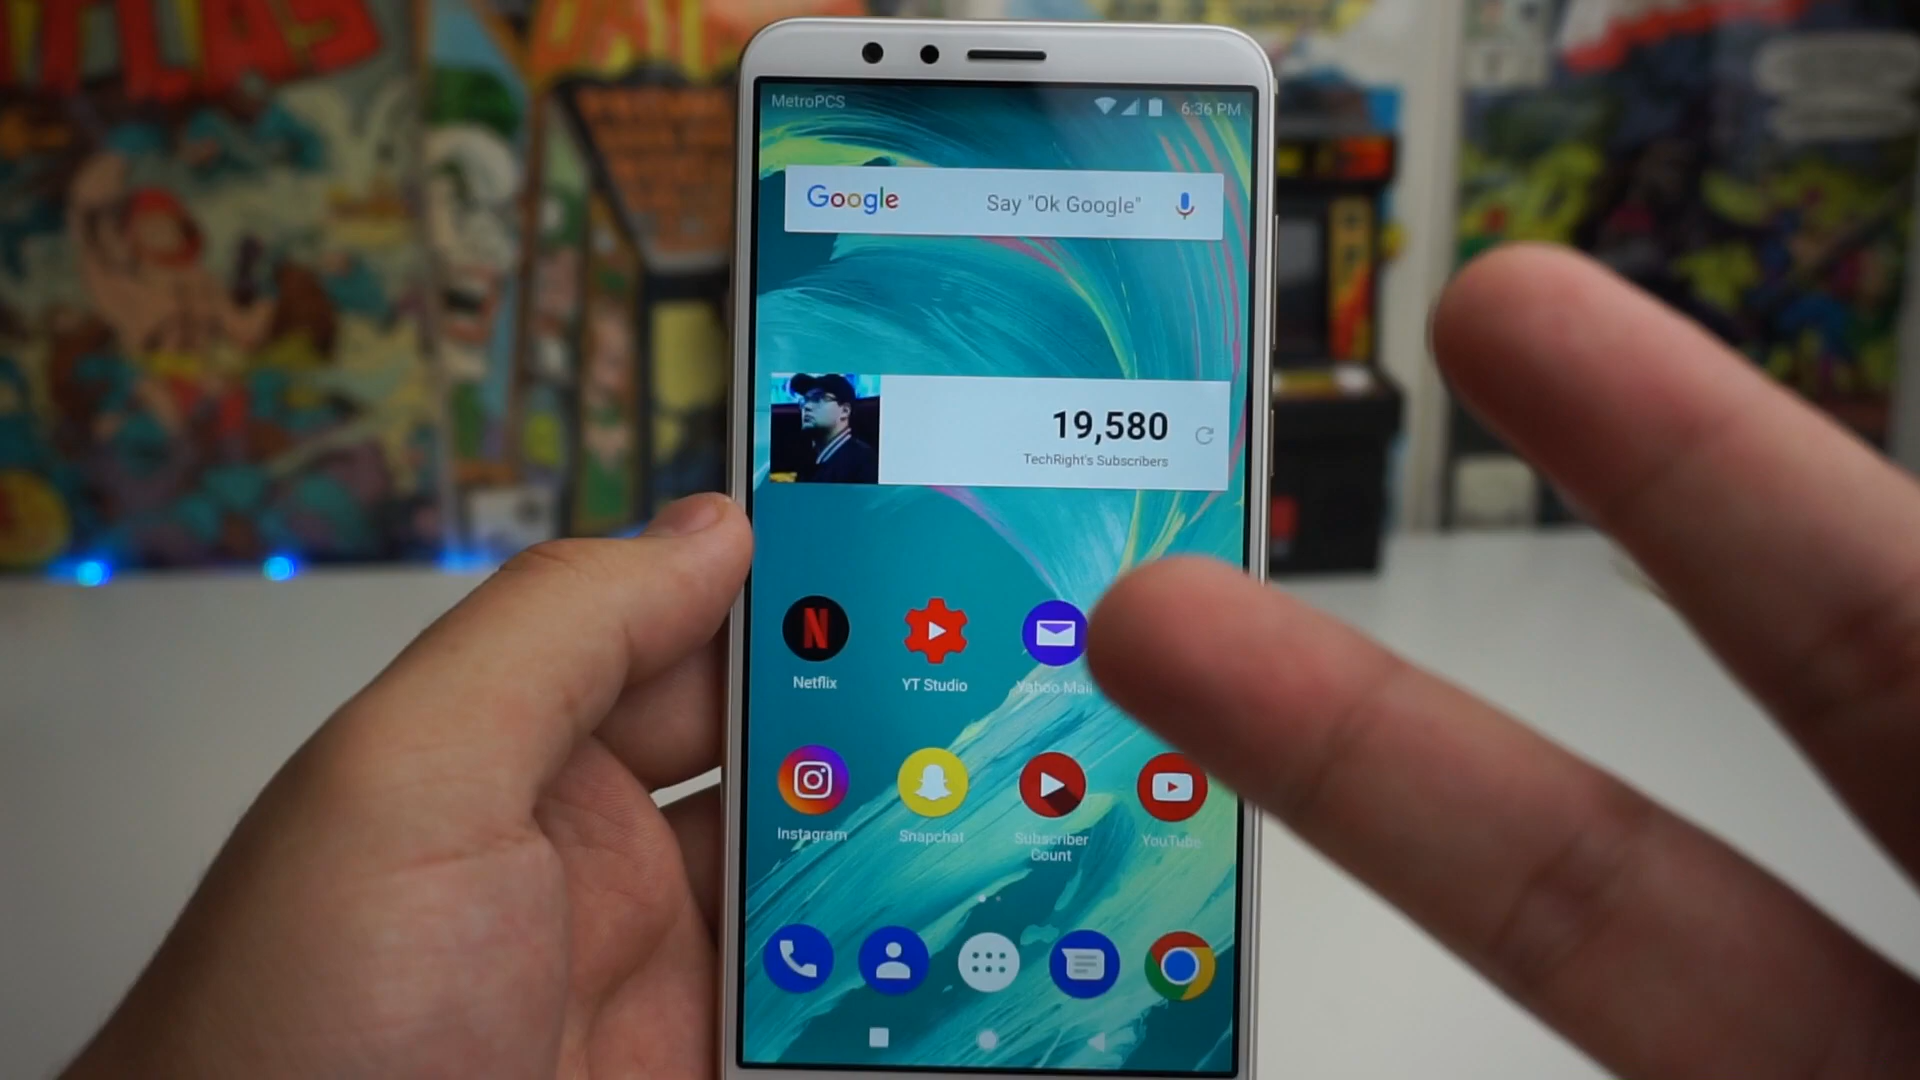 MetroPCS 6:36 PM
Google Say "Ok Google"
19,580
TechRight's Subscribers
N
Netflix YT Studio Yahoo Mail
Instagram Snapchat Subscriber Count YouTube